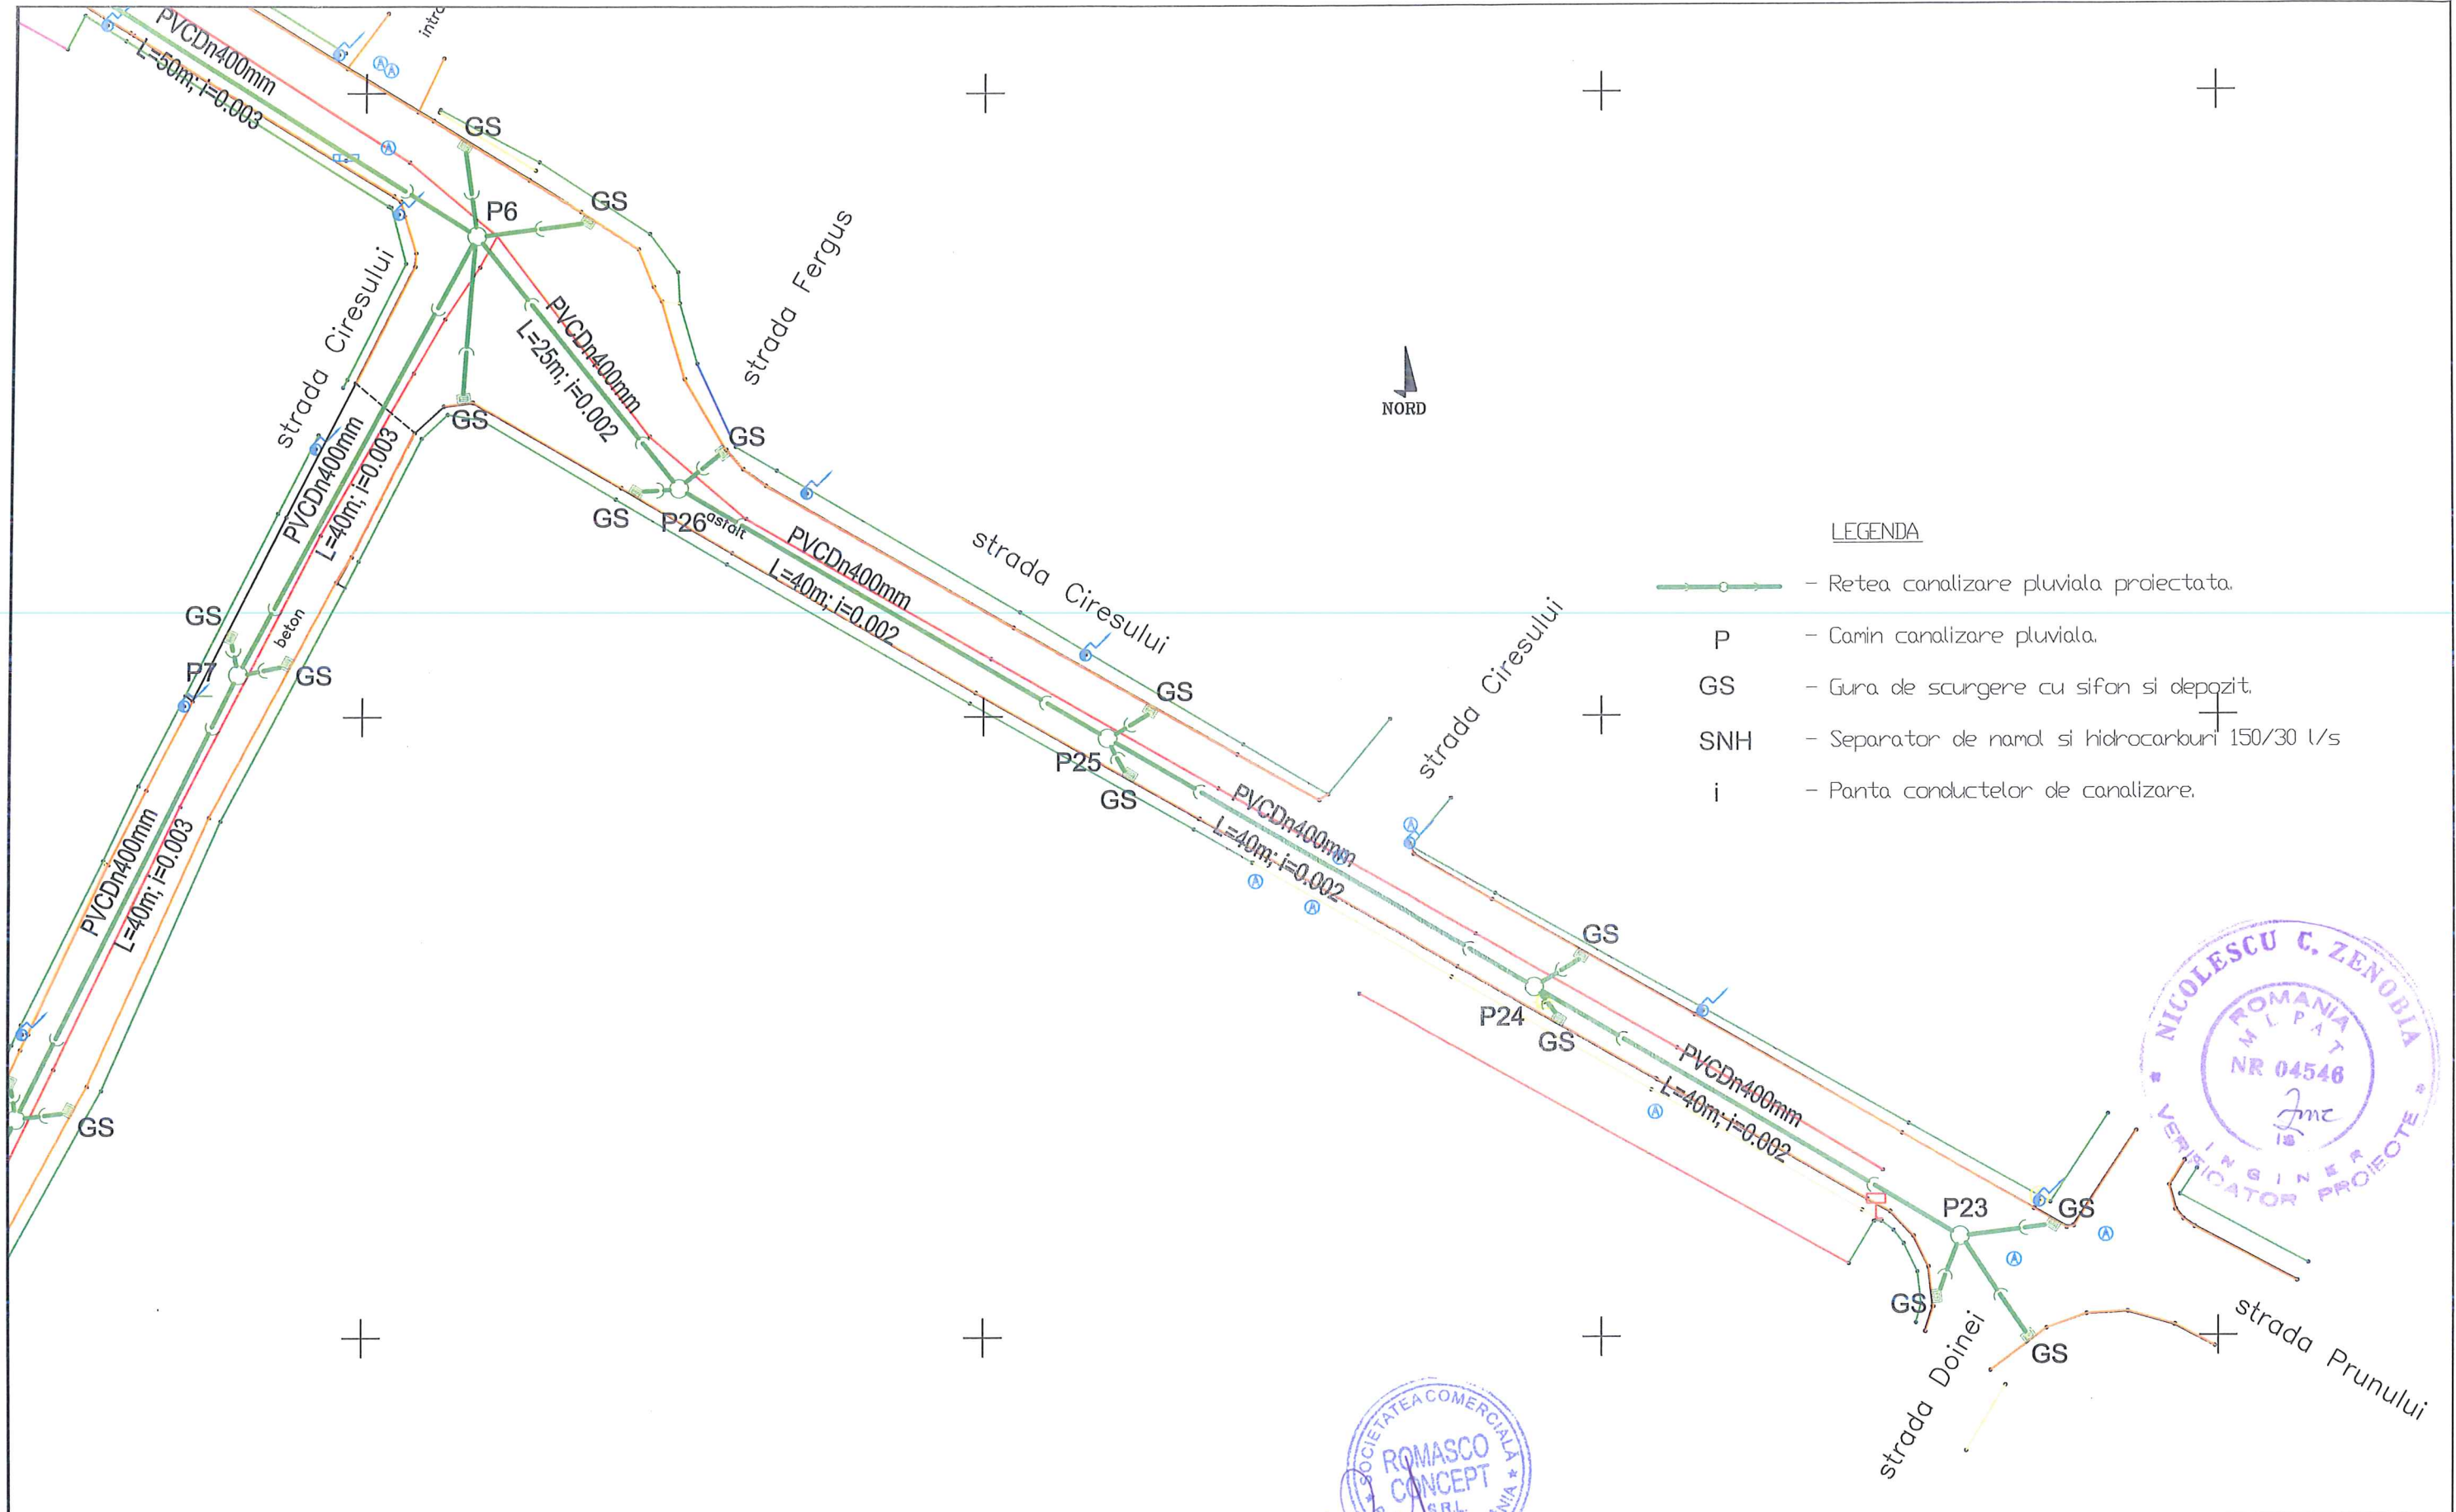 PVCDn400mm
L=50m; i=0.003
intra
GS
GS
P6
strada Ciresului
strada Fergus
PVCDn400mm
L=25m; i=0.002
GS
GS
GS
P26
asfalt
PVCDn400mm
L=40m; i=0.003
beton
GS
P7
GS
PVCDn400mm
L=40m; i=0.003
GS
NORD
PVCDn400mm
L=40m; i=0.002
strada Ciresului
GS
P25
GS
strada Ciresului
PVCDn400mm
L=40m; i=0.002
GS
P24
GS
PVCDn400mm
L=40m; i=0.002
P23
GS
GS
GS
strada Doinei
strada Prunului
LEGENDA
- Retea canalizare pluviala proiectata.
P - Camin canalizare pluviala.
GS - Gura de scurgere cu sifon si depozit.
SNH - Separator de namol si hidrocarburi 150/30 l/s
i - Panta conductelor de canalizare.
NICOLESCU C. ZENOBIA
ROMANIA
M L P A T
NR 04546
INGINER
VERIFICATOR PROIECTE
SOCIETATEA COMERCIALĂ
ROMASCO
CONCEPT
S.R.L.